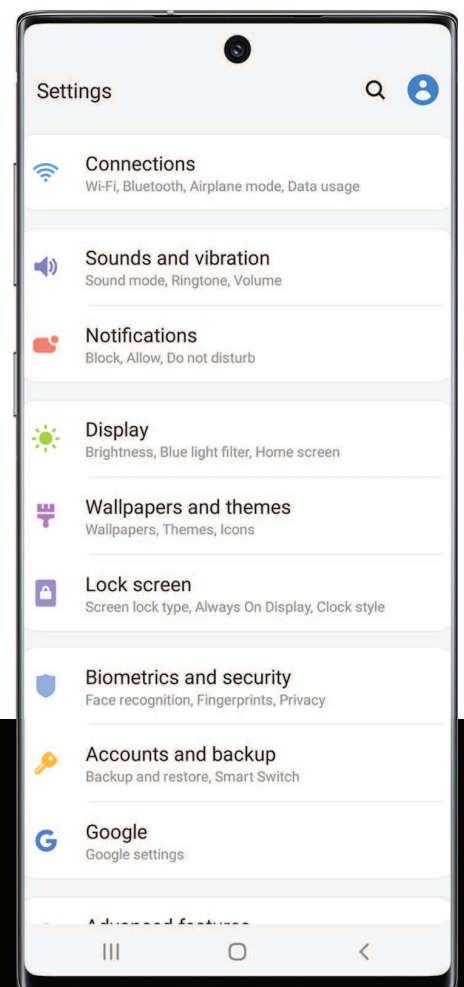 Settings
Connections
Wi-Fi, Bluetooth, Airplane mode, Data usage
Sounds and vibration
Sound mode, Ringtone, Volume
Notifications
Block, Allow, Do not disturb
Display
Brightness, Blue light filter, Home screen
Wallpapers and themes
Wallpapers, Themes, Icons
Lock screen
Screen lock type, Always On Display, Clock style
Biometrics and security
Face recognition, Fingerprints, Privacy
Accounts and backup
Backup and restore, Smart Switch
Google
Google settings
Advanced features